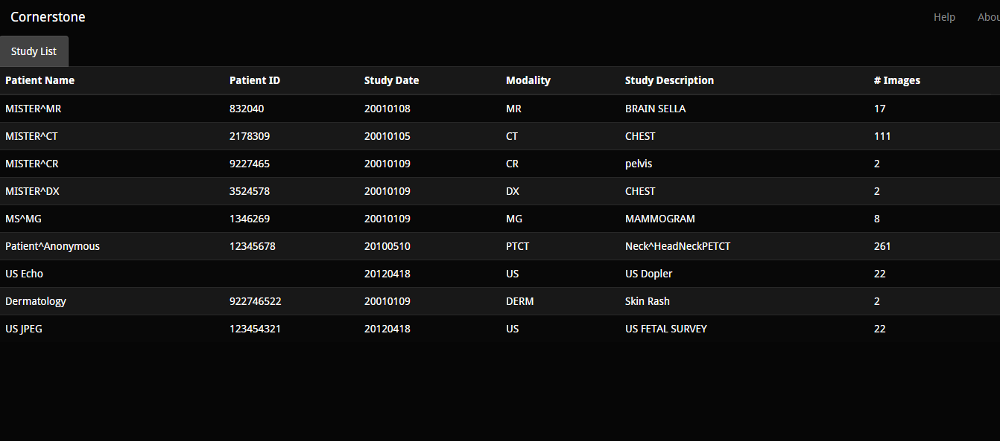 Cornerstone Help
Study List
Patient Name Patient ID Study Date Modality Study Description # Images
MISTER^MR 832040 20010108 MR BRAIN SELLA 17
MISTER^CT 2178309 20010105 CT CHEST 111
MISTER^CR 9227465 20010109 CR pelvis 2
MISTER^DX 3524578 20010109 DX CHEST 2
MS^MG 1346269 20010109 MG MAMMOGRAM 8
Patient^Anonymous 12345678 20100510 PTCT Neck^HeadNeckPETCT 261
US Echo 20120418 US US Dopler 22
Dermatology 922746522 20010109 DERM Skin Rash 2
US JPEG 123454321 20120418 US US FETAL SURVEY 22